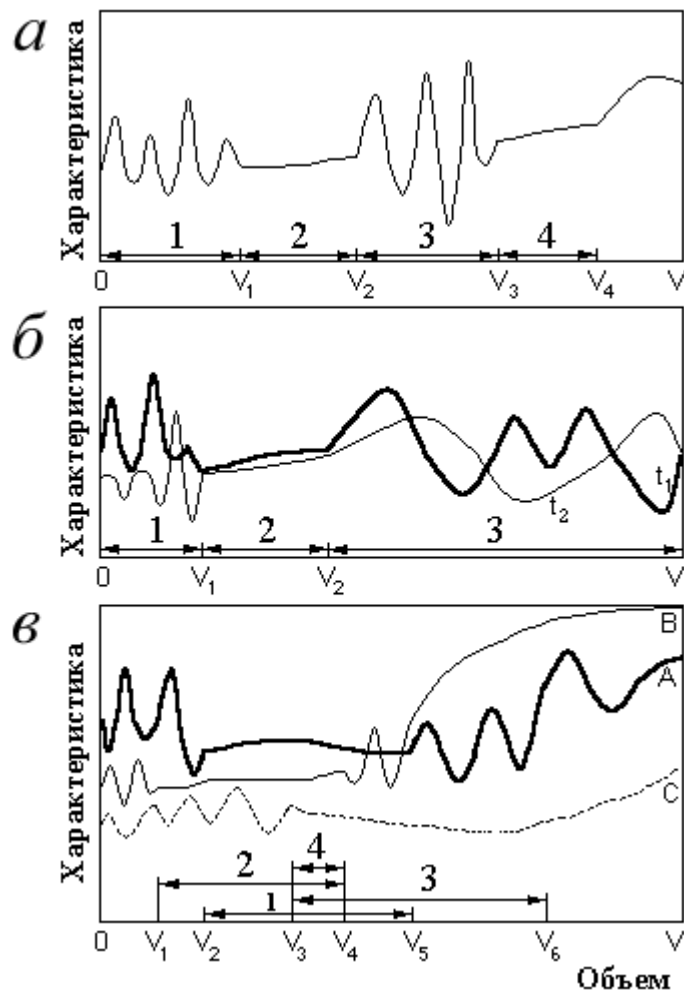 а
Характеристика
1 2 3 4
0 V1 V2 V3 V4 V
б
Характеристика
t1
t2
1 2 3
0 V1 V2 V
в
Характеристика
B
A
C
4
2 3
1
0 V1 V2 V3 V4 V5 V6 V
Объем